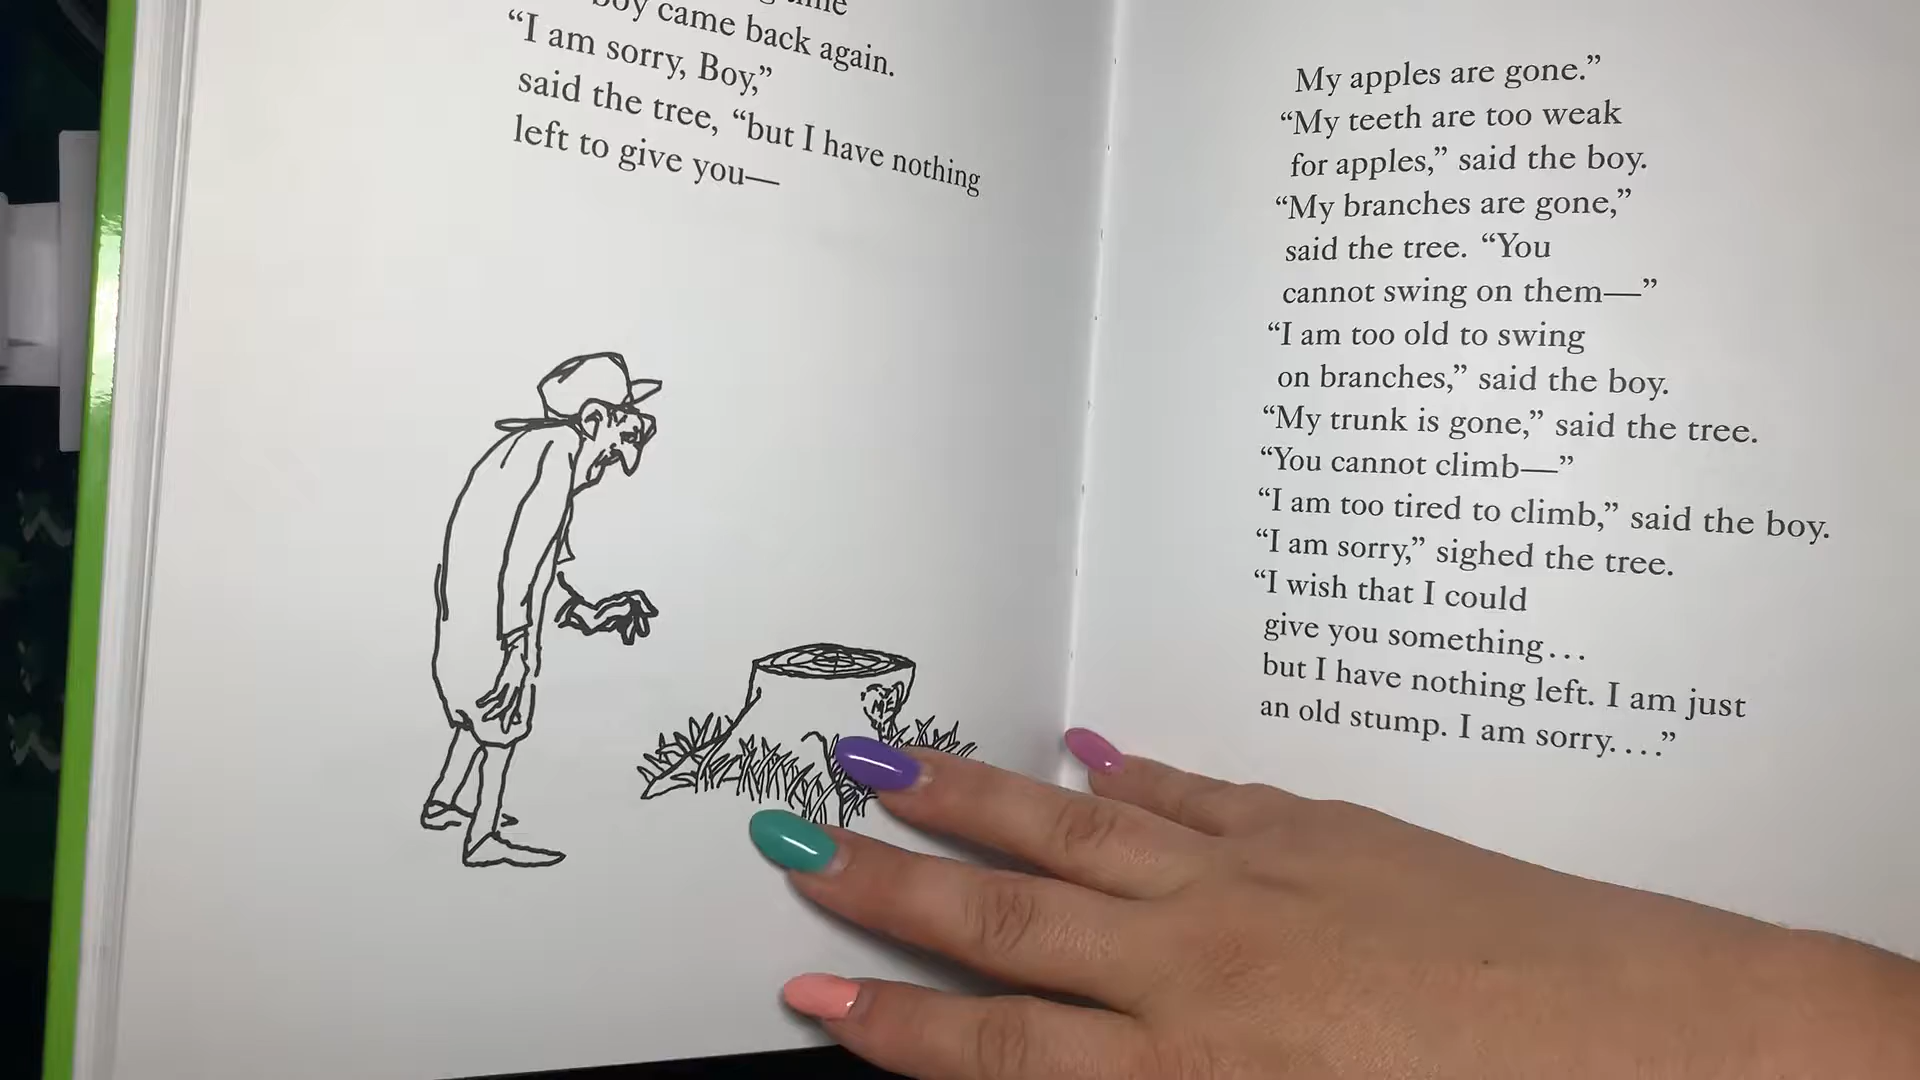 boy came back again.
“I am sorry, Boy,”
said the tree, “but I have nothing
left to give you—
ME
My apples are gone.”
“My teeth are too weak
for apples,” said the boy.
“My branches are gone,”
said the tree. “You
cannot swing on them—”
“I am too old to swing
on branches,” said the boy.
“My trunk is gone,” said the tree.
“You cannot climb—”
“I am too tired to climb,” said the boy.
“I am sorry,” sighed the tree.
“I wish that I could
give you something...
but I have nothing left. I am just
an old stump. I am sorry....”